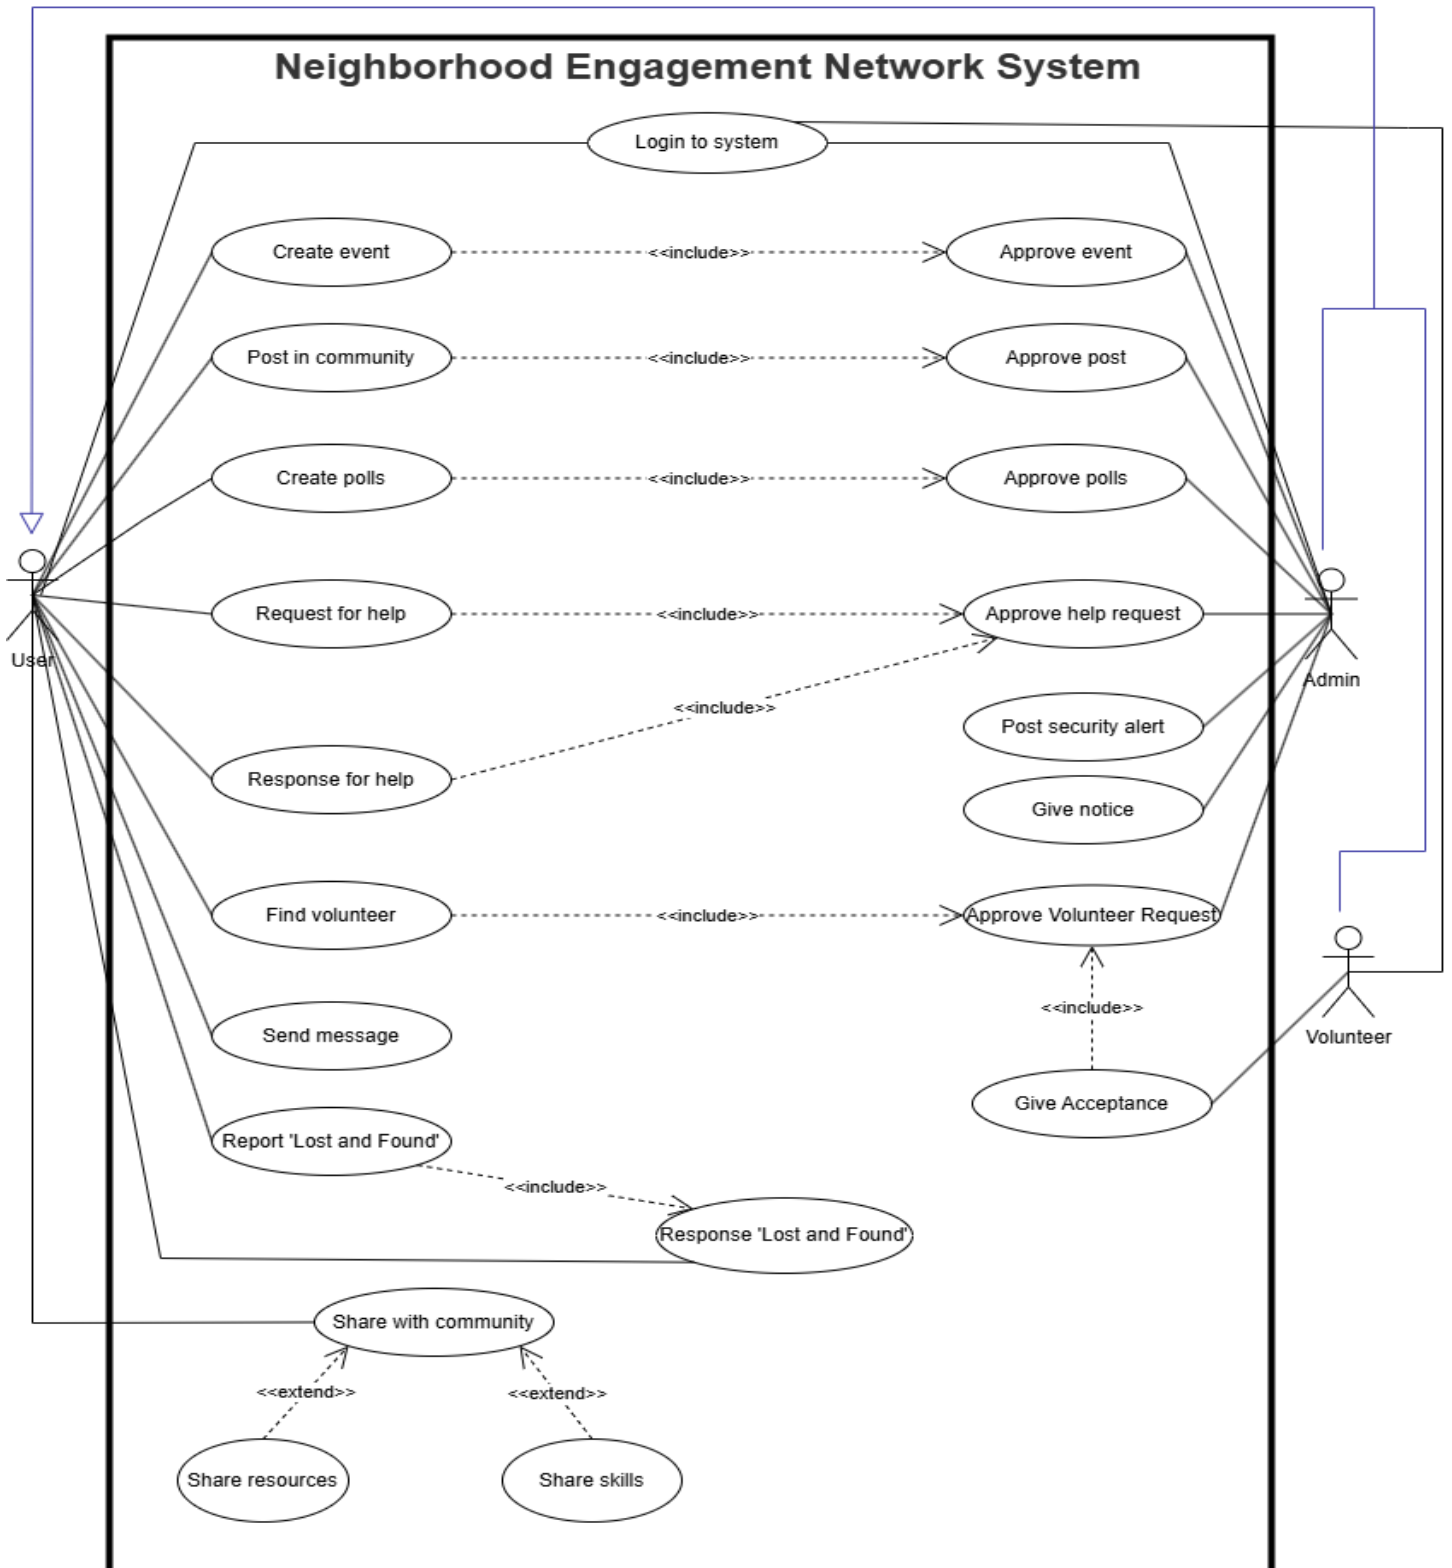 Neighborhood Engagement Network System
Login to system
Create event
<<include>>
Approve event
Post in community
<<include>>
Approve post
Create polls
<<include>>
Approve polls
Request for help
<<include>>
Approve help request
User
Admin
<<include>>
Post security alert
Response for help
Give notice
Find volunteer
<<include>>
Approve Volunteer Request
<<include>>
Send message
Volunteer
Give Acceptance
Report 'Lost and Found'
<<include>>
Response 'Lost and Found'
Share with community
<<extend>>
<<extend>>
Share resources
Share skills